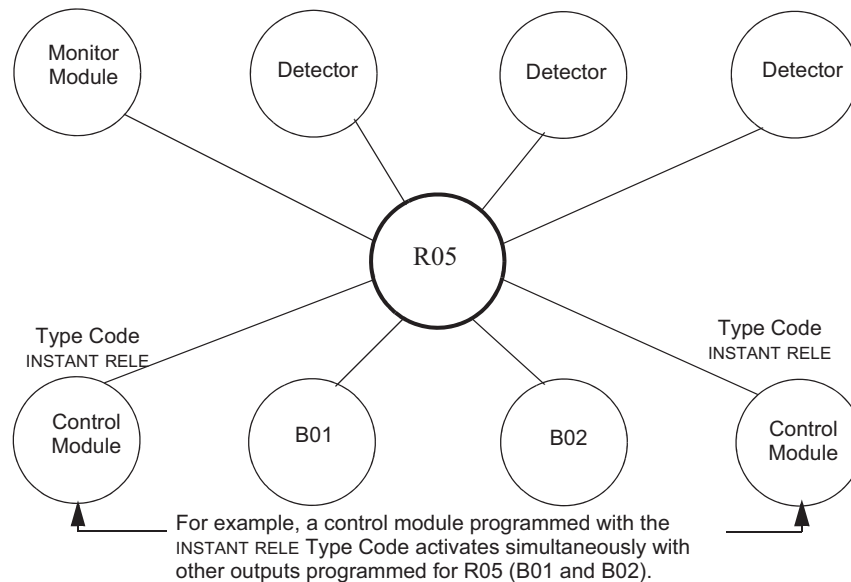 Monitor
Module
Detector
Detector
Detector
R05
Type Code
INSTANT RELE
Type Code
INSTANT RELE
Control
Module
B01
B02
Control
Module
For example, a control module programmed with the
INSTANT RELE Type Code activates simultaneously with
other outputs programmed for R05 (B01 and B02).